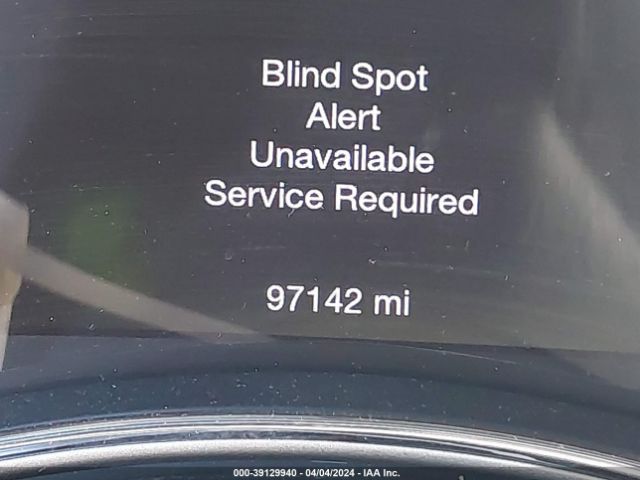 Blind Spot
Alert
Unavailable
Service Required
97142 mi
000-39129940 - 04/04/2024 - IAA Inc.